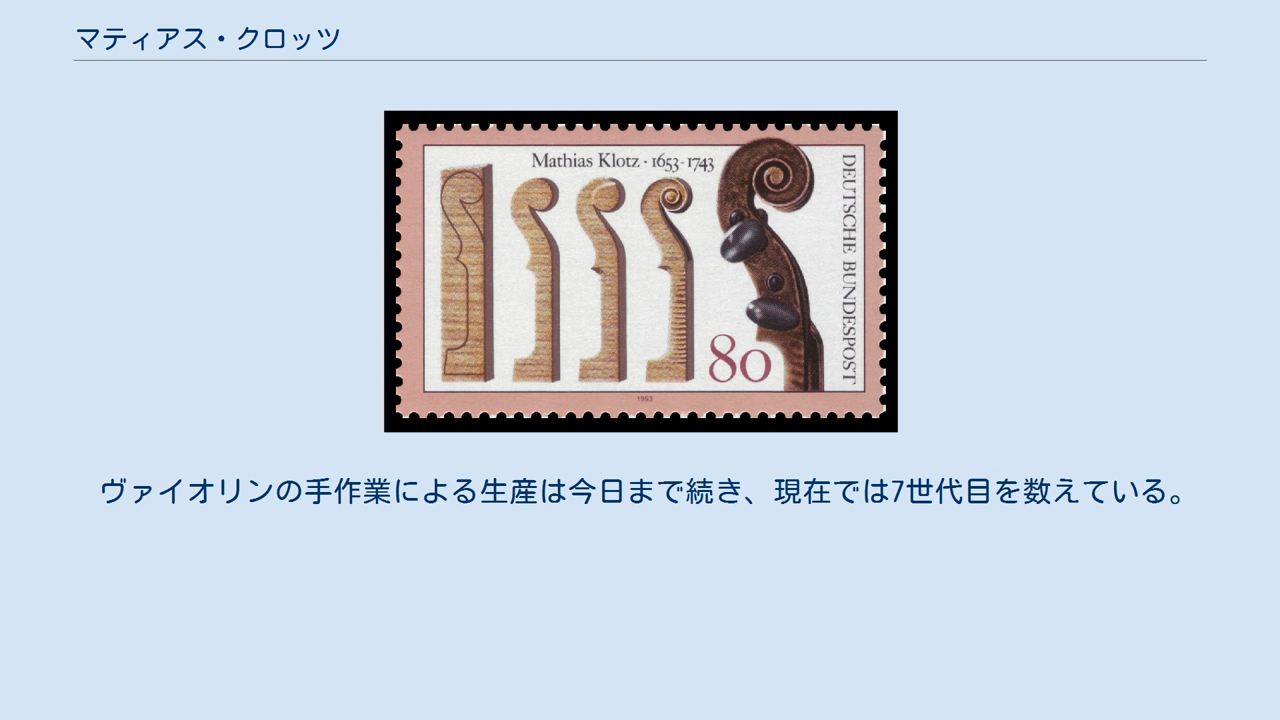 マティアス・クロッツ
Mathias Klotz · 1653-1743
DEUTSCHE BUNDESPOST
80
1993
ヴァイオリンの手作業による生産は今日まで続き、現在では7世代目を数えている。